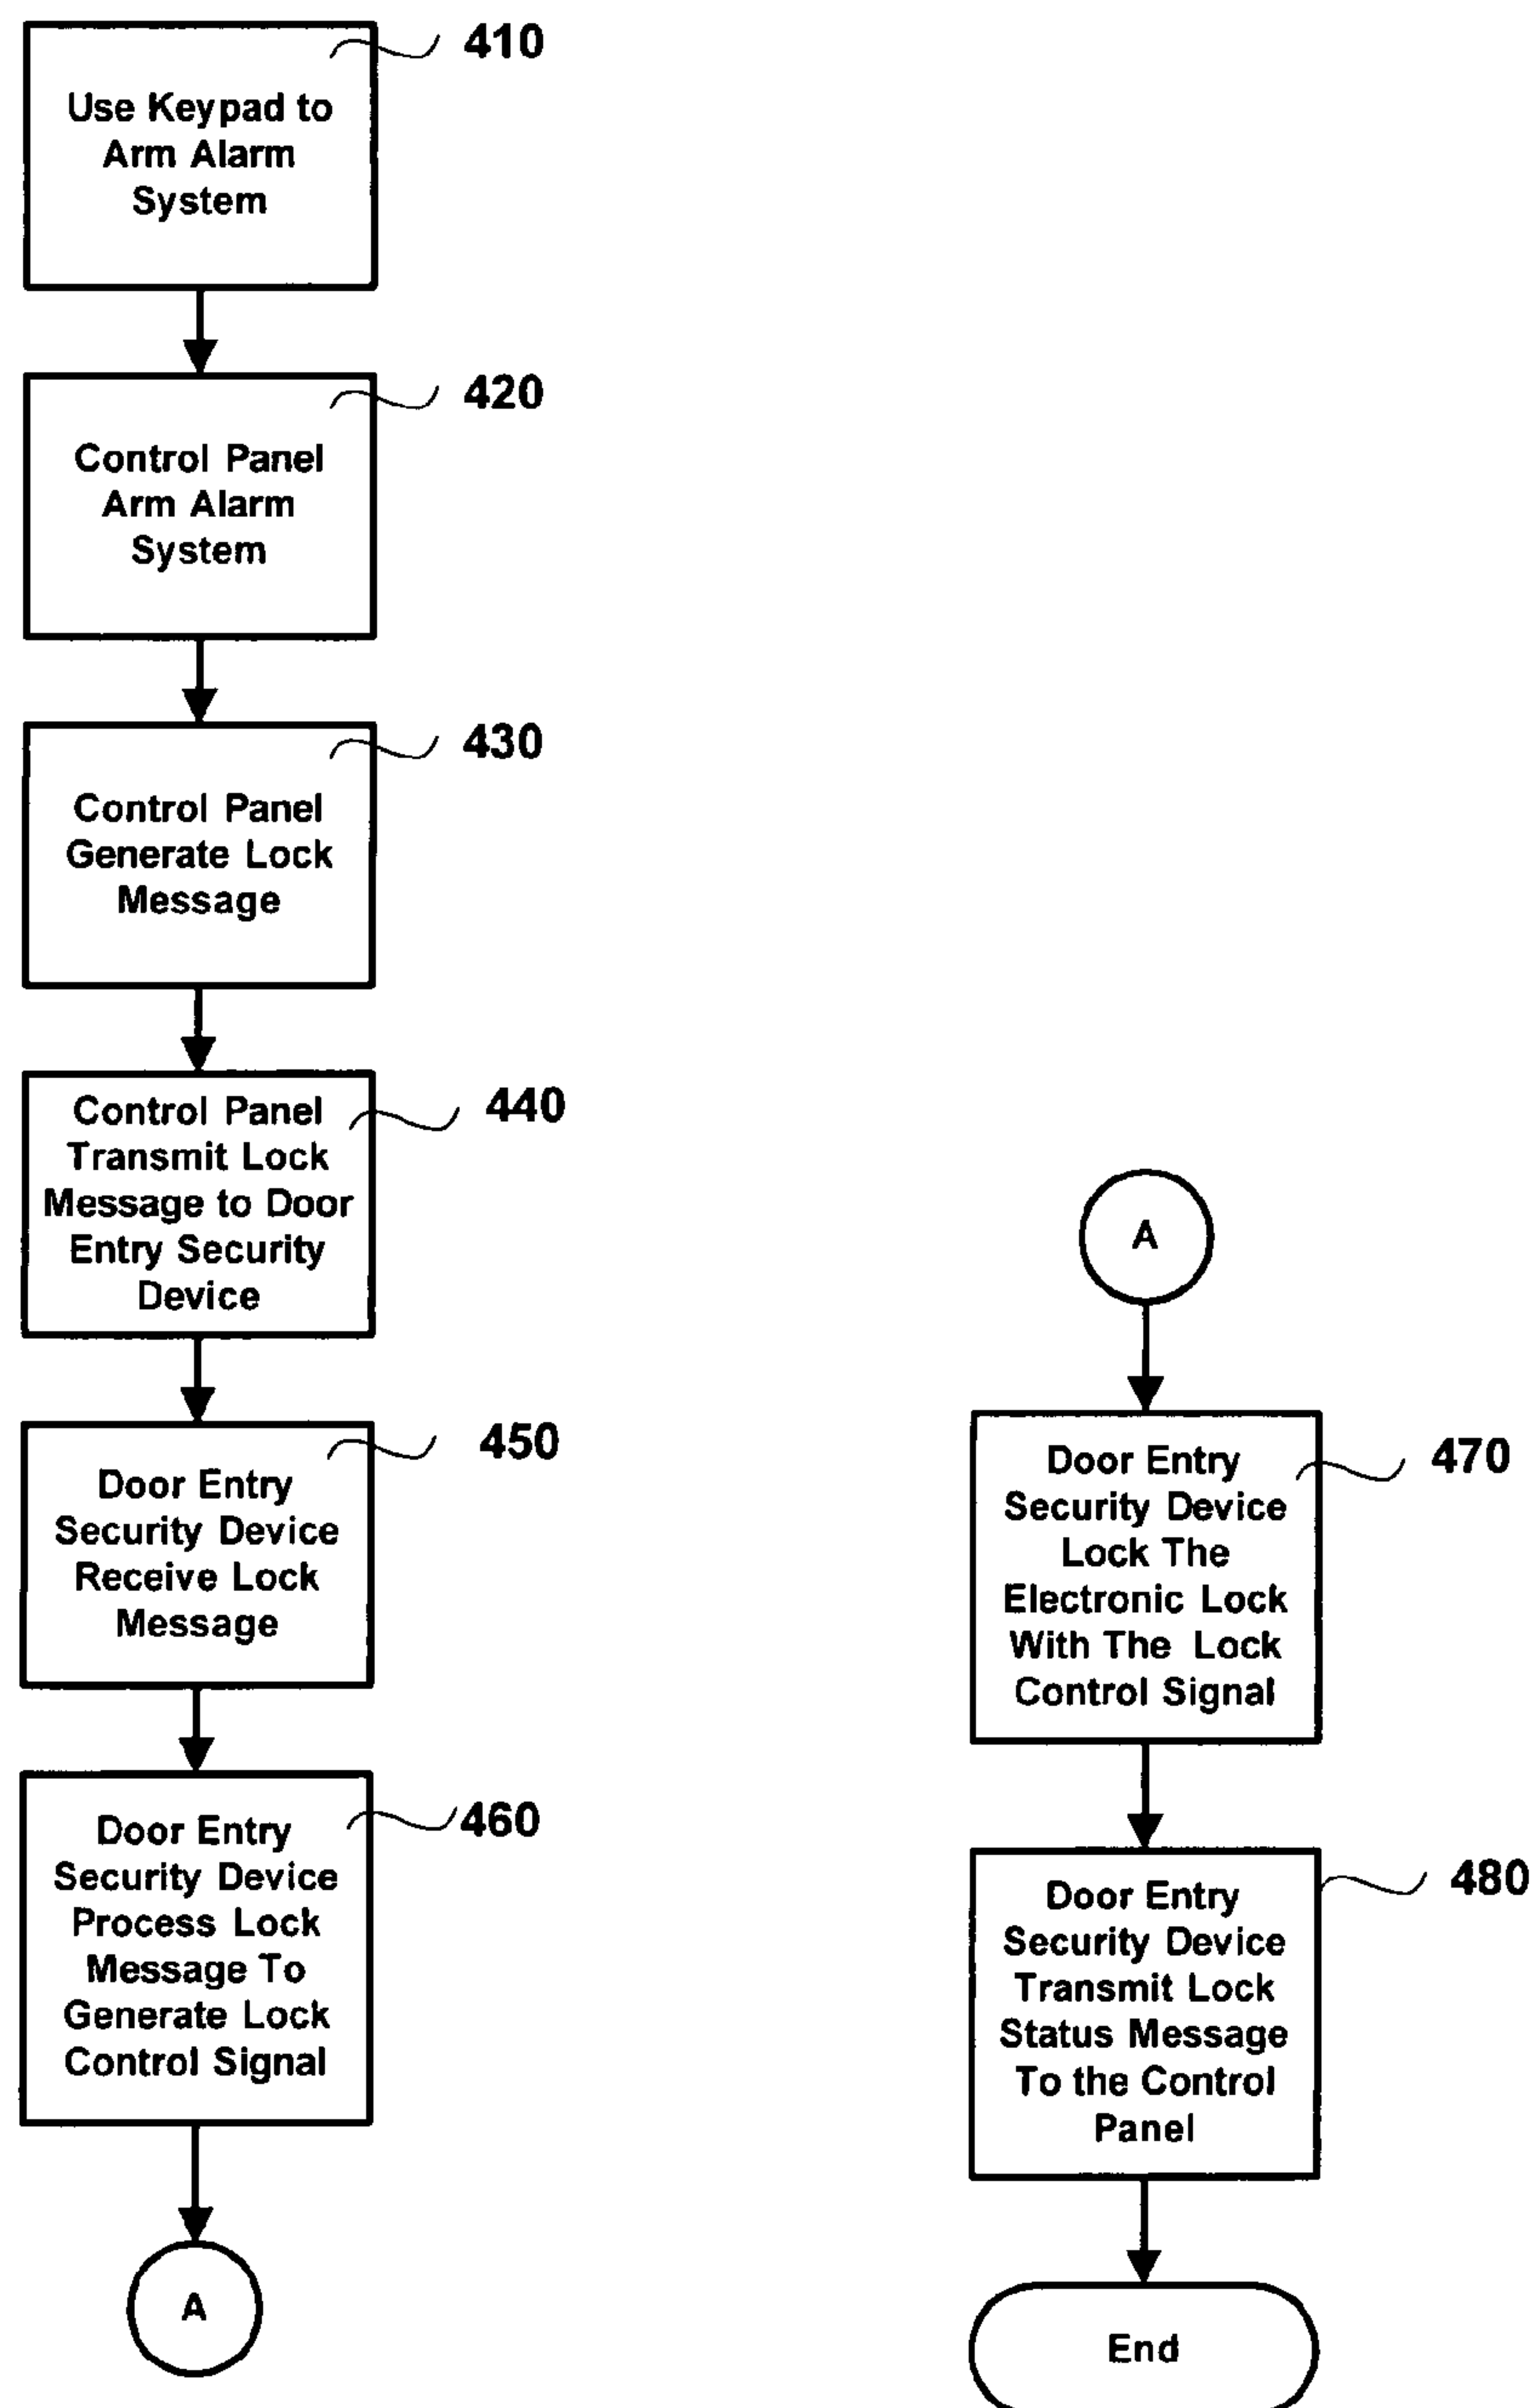 410
Use Keypad to
Arm Alarm
System
420
Control Panel
Arm Alarm
System
430
Control Panel
Generate Lock
Message
440
Control Panel
Transmit Lock
Message to Door
Entry Security
Device
450
Door Entry
Security Device
Receive Lock
Message
460
Door Entry
Security Device
Process Lock
Message To
Generate Lock
Control Signal
A
A
470
Door Entry
Security Device
Lock The
Electronic Lock
With The Lock
Control Signal
480
Door Entry
Security Device
Transmit Lock
Status Message
To the Control
Panel
End